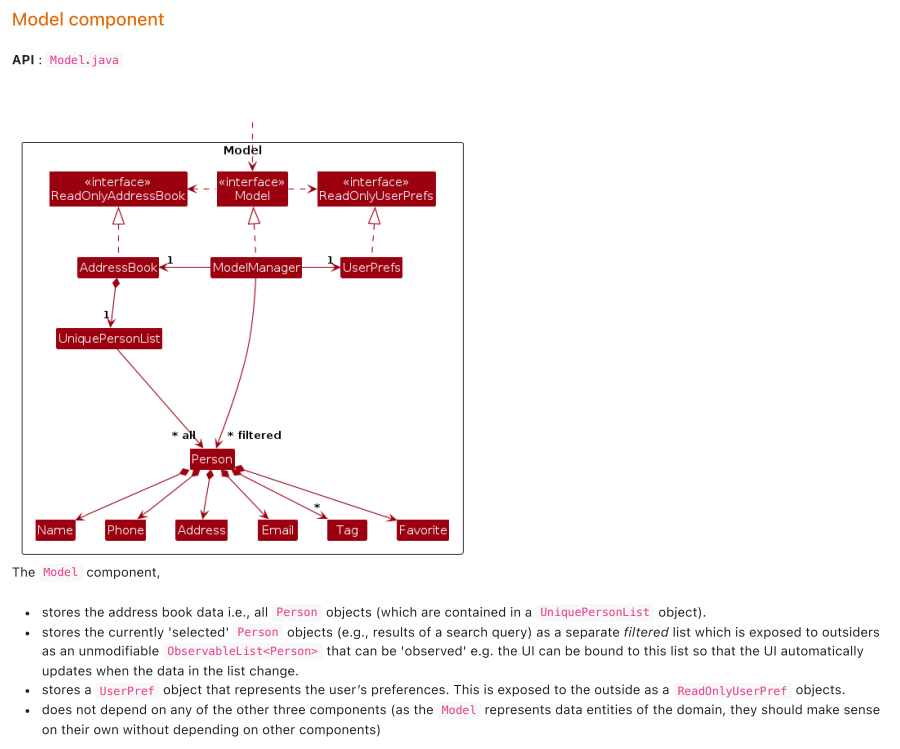 Model component
API : Model.java
Model
«interface» ReadOnlyAddressBook
«interface» Model
«interface» ReadOnlyUserPrefs
AddressBook
1
ModelManager
1
UserPrefs
1
UniquePersonList
* all
* filtered
Person
*
Name
Phone
Address
Email
Tag
Favorite
The Model component,
• stores the address book data i.e., all Person objects (which are contained in a UniquePersonList object).
• stores the currently 'selected' Person objects (e.g., results of a search query) as a separate filtered list which is exposed to outsiders
as an unmodifiable ObservableList<Person> that can be 'observed' e.g. the UI can be bound to this list so that the UI automatically
updates when the data in the list change.
• stores a UserPref object that represents the user’s preferences. This is exposed to the outside as a ReadOnlyUserPref objects.
• does not depend on any of the other three components (as the Model represents data entities of the domain, they should make sense
on their own without depending on other components)